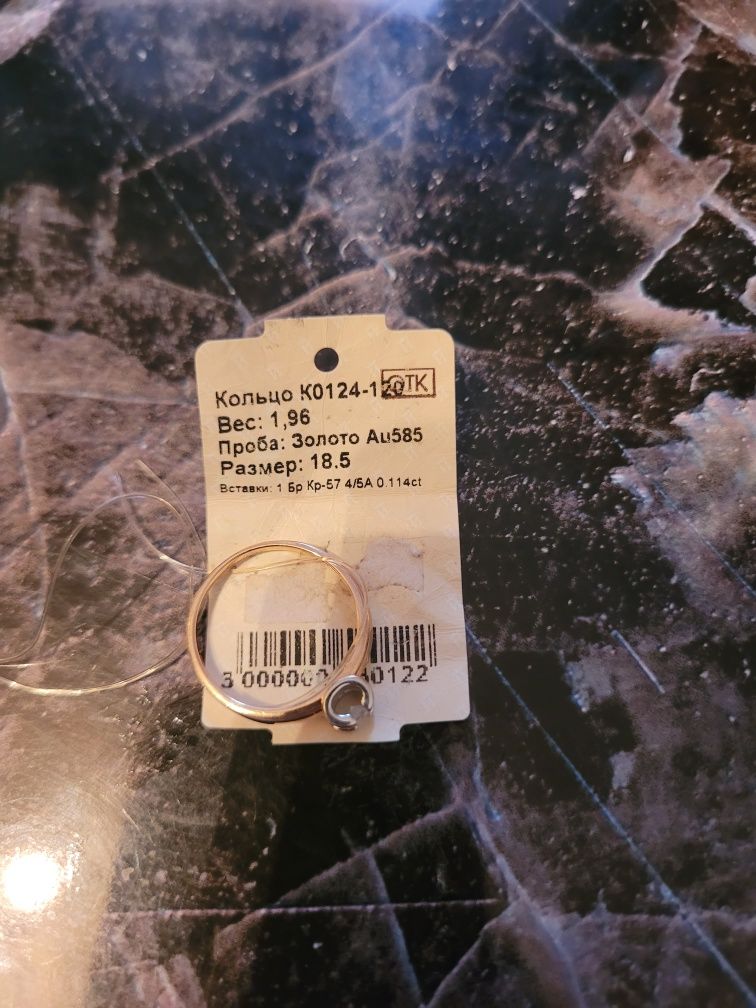 Кольцо К0124-120
ОТК
Вес: 1,96
Проба: Золото Au585
Размер: 18.5
Вставки: 1 Бр Кр-57 4/5А 0.114ct